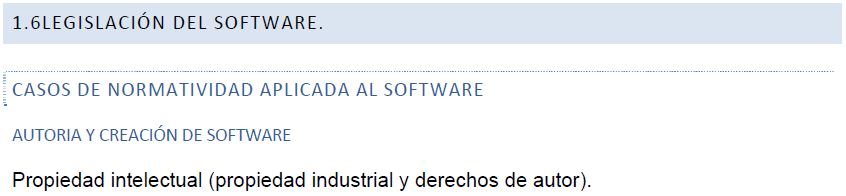 1.6LEGISLACIÓN DEL SOFTWARE.
CASOS DE NORMATIVIDAD APLICADA AL SOFTWARE
AUTORIA Y CREACIÓN DE SOFTWARE
Propiedad intelectual (propiedad industrial y derechos de autor).